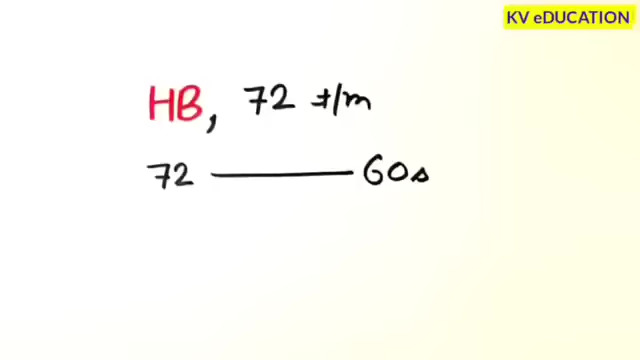 KV eDUCATION
HB, 72 t/m
72 —— 60s